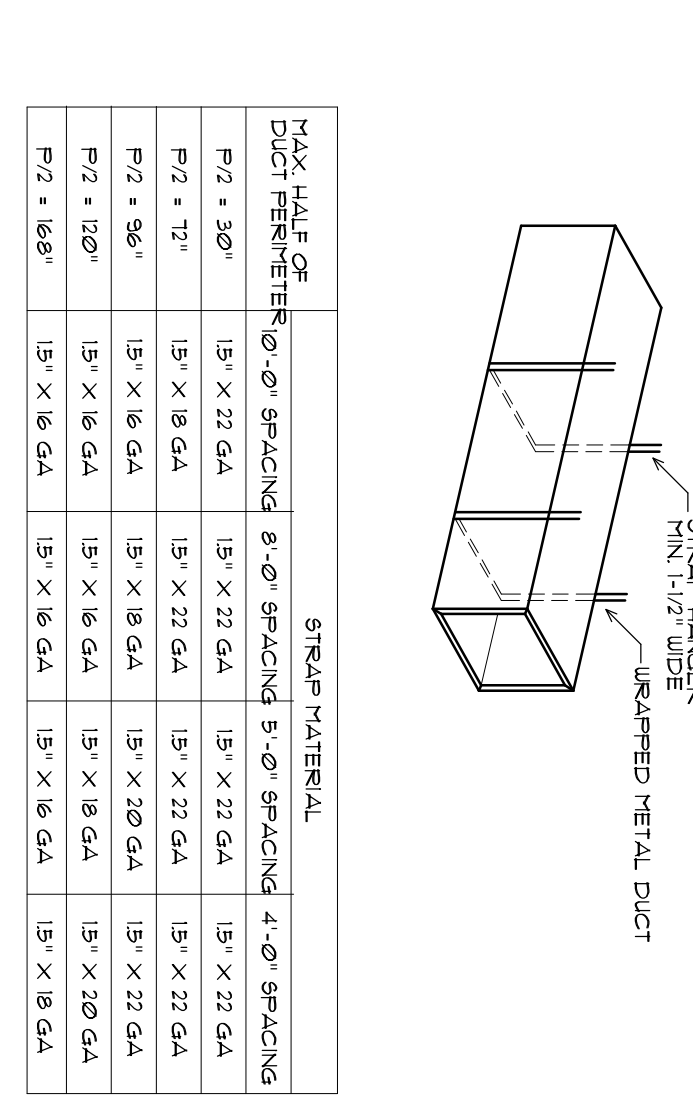 MIN. 1-1/2" WIDE
WRAPPED METAL DUCT
STRAP MATERIAL
MAX. HALF OF
DUCT PERIMETER
10'-0" SPACING 8'-0" SPACING 5'-0" SPACING 4'-0" SPACING
P/2 = 30" 1.5" X 22 GA 1.5" X 22 GA 1.5" X 22 GA 1.5" X 22 GA
P/2 = 72" 1.5" X 18 GA 1.5" X 22 GA 1.5" X 22 GA 1.5" X 22 GA
P/2 = 96" 1.5" X 16 GA 1.5" X 18 GA 1.5" X 20 GA 1.5" X 22 GA
P/2 = 120" 1.5" X 16 GA 1.5" X 16 GA 1.5" X 18 GA 1.5" X 20 GA
P/2 = 168" 1.5" X 16 GA 1.5" X 16 GA 1.5" X 16 GA 1.5" X 18 GA